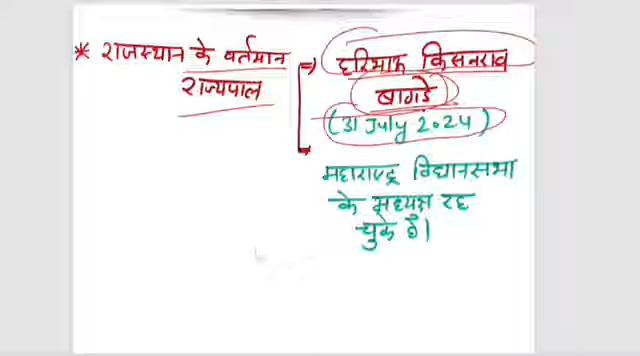 * राजस्थान के वर्तमान
राज्यपाल
⇒ हरिभाऊ किसनराव
बागडे
(31 July 2024)
महाराष्ट्र विधानसभा
के अध्यक्ष रह
चुके है।